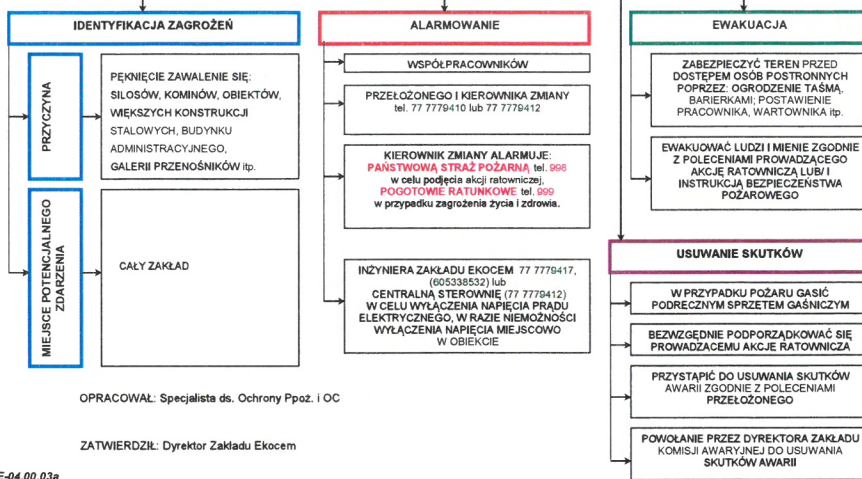 IDENTYFIKACJA ZAGROŻEŃ
PRZYCZYNA
PĘKNIĘCIE ZAWALENIE SIĘ:
SILOSÓW, KOMINÓW, OBIEKTÓW,
WIĘKSZYCH KONSTRUKCJI
STALOWYCH, BUDYNKU
ADMINISTRACYJNEGO,
GALERII PRZENOŚNIKÓW itp.
MIEJSCE POTENCJALNEGO
ZDARZENIA
CAŁY ZAKŁAD
ALARMOWANIE
WSPÓŁPRACOWNIKÓW
PRZEŁOŻONEGO I KIEROWNIKA ZMIANY
tel. 77 7779410 lub 77 7779412
KIEROWNIK ZMIANY ALARMUJE:
PAŃSTWOWĄ STRAŻ POŻARNĄ tel. 998
w celu podjęcia akcji ratowniczej,
POGOTOWIE RATUNKOWE tel. 999
w przypadku zagrożenia życia i zdrowia.
INŻYNIERA ZAKŁADU EKOCEM 77 7779417,
(605338532) lub
CENTRALNĄ STEROWNIĘ (77 7779412)
W CELU WYŁĄCZENIA NAPIĘCIA PRĄDU
ELEKTRYCZNEGO, W RAZIE NIEMOŻNOŚCI
WYŁĄCZENIA NAPIĘCIA MIEJSCOWO
W OBIEKCIE
EWAKUACJA
ZABEZPIECZYĆ TEREN PRZED
DOSTĘPEM OSÓB POSTRONNYCH
POPRZEZ: OGRODZENIE TAŚMĄ,
BARIERKAMI; POSTAWIENIE
PRACOWNIKA, WARTOWNIKA itp.
EWAKUOWAĆ LUDZI I MIENIE ZGODNIE
Z POLECENIAMI PROWADZĄCEGO
AKCJĘ RATOWNICZĄ LUB/ I
INSTRUKCJĄ BEZPIECZEŃSTWA
POŻAROWEGO
USUWANIE SKUTKÓW
W PRZYPADKU POŻARU GASIĆ
PODRĘCZNYM SPRZĘTEM GAŚNICZYM
BEZWZGLĘDNIE PODPORZĄDKOWAĆ SIĘ
PROWADZĄCEMU AKCJE RATOWNICZA
PRZYSTĄPIĆ DO USUWANIA SKUTKÓW
AWARII ZGODNIE Z POLECENIAMI
PRZEŁOŻONEGO
POWOŁANIE PRZEZ DYREKTORA ZAKŁADU
KOMISJI AWARYJNEJ DO USUWANIA
SKUTKÓW AWARII
OPRACOWAŁ: Specjalista ds. Ochrony Ppoż. i OC
ZATWIERDZIŁ: Dyrektor Zakładu Ekocem
E-04.00.03a